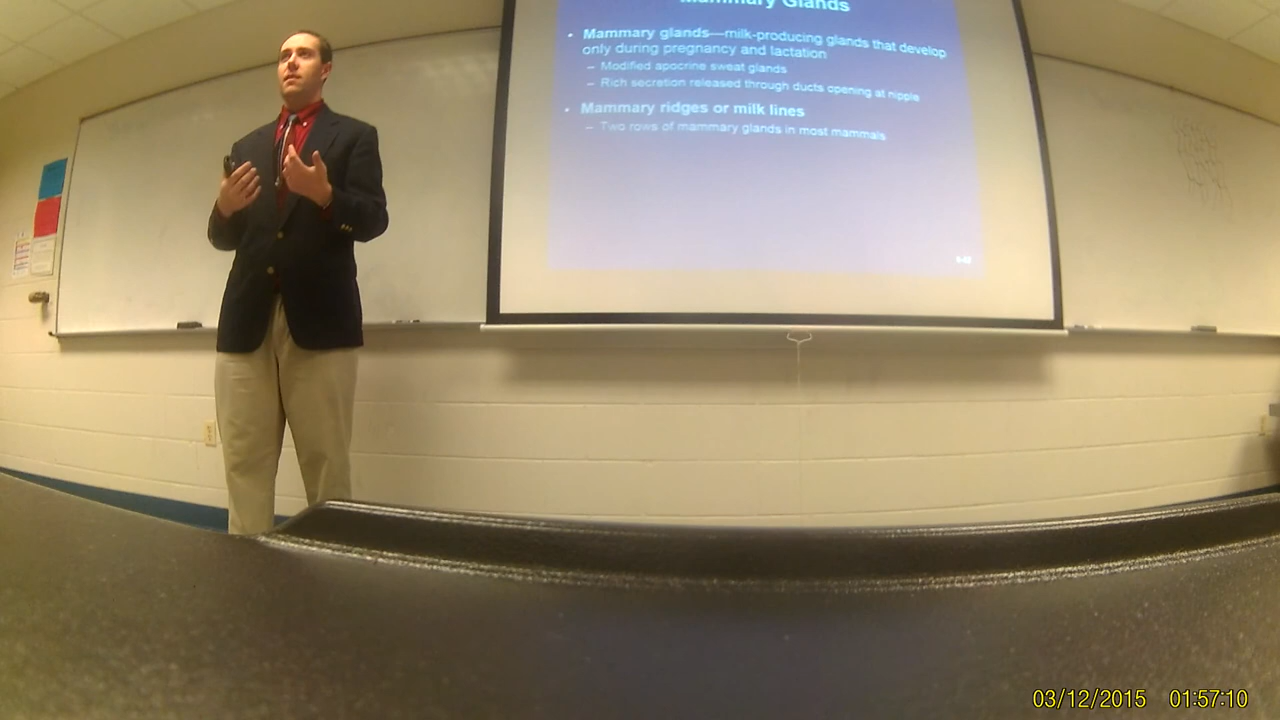 Mammary Glands
• Mammary glands—milk-producing glands that develop
only during pregnancy and lactation
– Modified apocrine sweat glands
– Rich secretion released through ducts opening at nipple
• Mammary ridges or milk lines
– Two rows of mammary glands in most mammals
03/12/2015 01:57:10